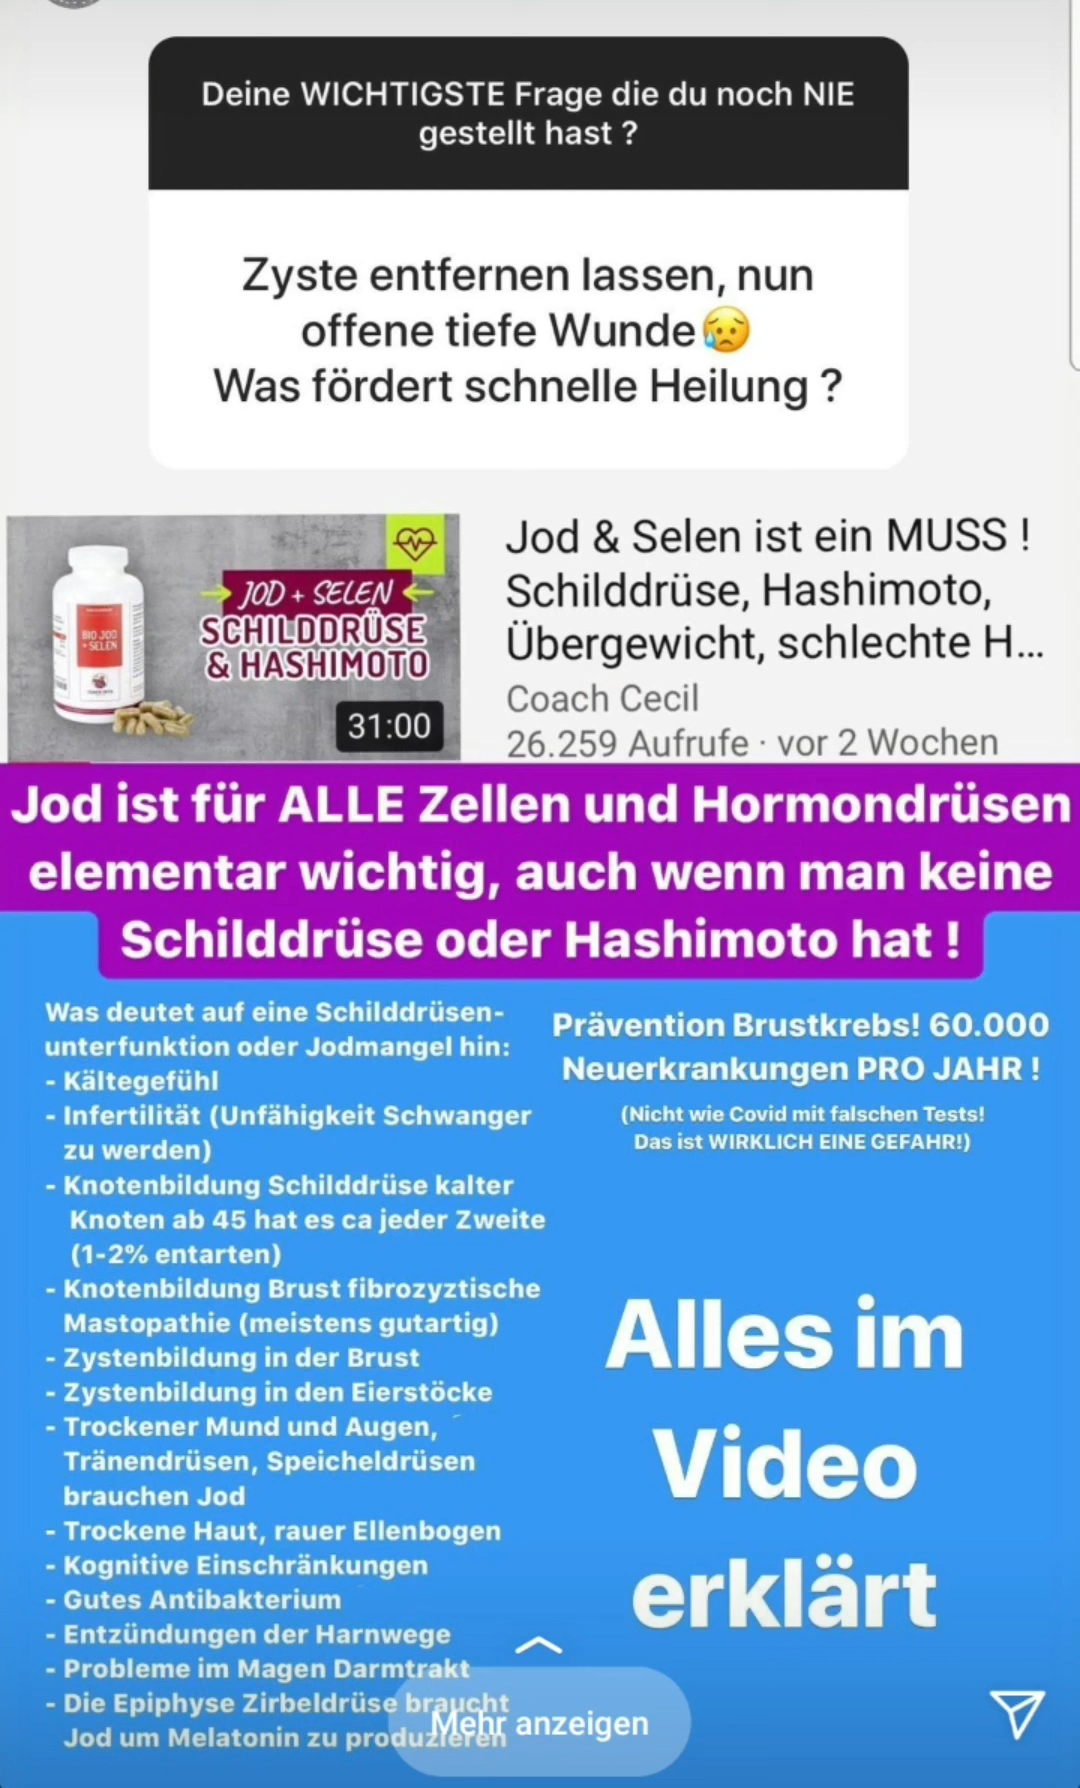 Deine WICHTIGSTE Frage die du noch NIE
gestellt hast ?
Zyste entfernen lassen, nun
offene tiefe Wunde😥
Was fördert schnelle Heilung ?
BIO JOD
+ SELEN
JOD + SELEN
SCHILDDRÜSE
& HASHIMOTO
31:00
Jod & Selen ist ein MUSS !
Schilddrüse, Hashimoto,
Übergewicht, schlechte H...
Coach Cecil
26.259 Aufrufe · vor 2 Wochen
Jod ist für ALLE Zellen und Hormondrüsen
elementar wichtig, auch wenn man keine
Schilddrüse oder Hashimoto hat !
Was deutet auf eine Schilddrüsen-
unterfunktion oder Jodmangel hin:
- Kältegefühl
- Infertilität (Unfähigkeit Schwanger
zu werden)
- Knotenbildung Schilddrüse kalter
Knoten ab 45 hat es ca jeder Zweite
(1-2% entarten)
- Knotenbildung Brust fibrozyztische
Mastopathie (meistens gutartig)
- Zystenbildung in der Brust
- Zystenbildung in den Eierstöcke
- Trockener Mund und Augen,
Tränendrüsen, Speicheldrüsen
brauchen Jod
- Trockene Haut, rauer Ellenbogen
- Kognitive Einschränkungen
- Gutes Antibakterium
- Entzündungen der Harnwege
- Probleme im Magen Darmtrakt
- Die Epiphyse Zirbeldrüse braucht
Jod um Melatonin zu produzieren
Prävention Brustkrebs! 60.000
Neuerkrankungen PRO JAHR !
(Nicht wie Covid mit falschen Tests!
Das ist WIRKLICH EINE GEFAHR!)
Alles im
Video
erklärt
Mehr anzeigen